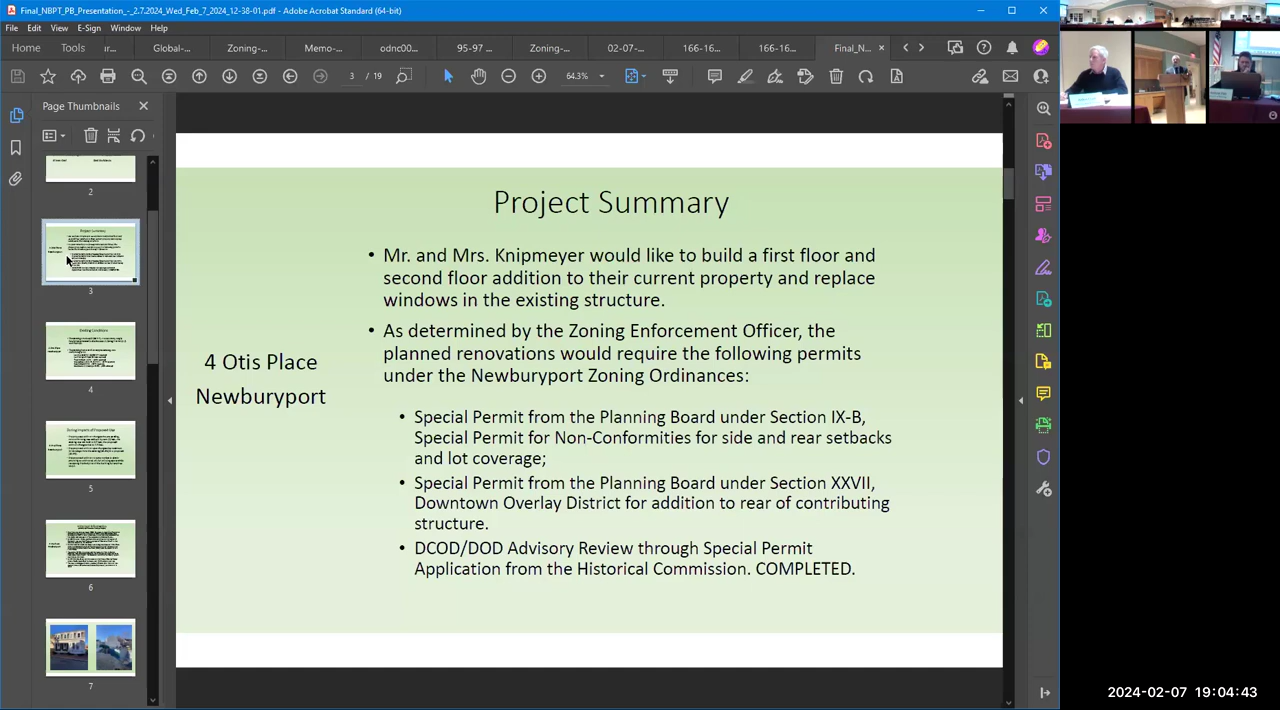 Final_NBPT_PB_Presentation_-_2.7.2024_Wed_Feb_7_2024_12-38-01.pdf - Adobe Acrobat Standard (64-bit)
File Edit View E-Sign Window Help
Home Tools ur... Global-... Zoning-... Memo-... odnc00... 95-97 ... Zoning-... 02-07-... 166-16... 166-16... Final_N... ×
3 / 19 64.3%
Page Thumbnails
2
3
4
5
6
7
Project Summary
4 Otis Place
Newburyport
• Mr. and Mrs. Knipmeyer would like to build a first floor and
second floor addition to their current property and replace
windows in the existing structure.
• As determined by the Zoning Enforcement Officer, the
planned renovations would require the following permits
under the Newburyport Zoning Ordinances:
• Special Permit from the Planning Board under Section IX-B,
Special Permit for Non-Conformities for side and rear setbacks
and lot coverage;
• Special Permit from the Planning Board under Section XXVII,
Downtown Overlay District for addition to rear of contributing
structure.
• DCOD/DOD Advisory Review through Special Permit
Application from the Historical Commission. COMPLETED.
2024-02-07 19:04:43